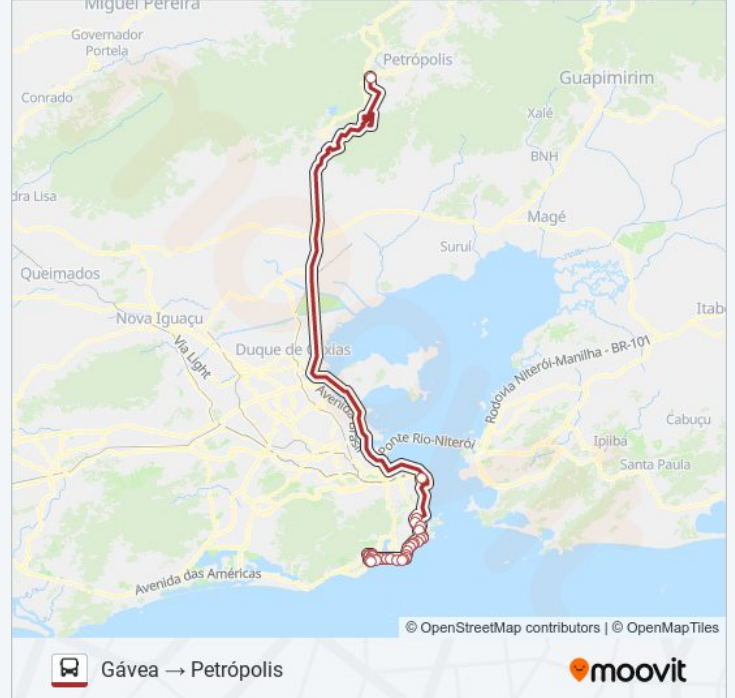 Miguel Pereira
Governador
Portela
Petrópolis
Guapimirim
Conrado
Xalé
BNH
dra Lisa
Magé
Suruí
Queimados
Itab
Nova Iguaçu
Via Light
Duque de Caxias
Rodovia Niterói-Manilha - BR-101
Avenida Brasil
Cabuçu
Ponte Rio-Niterói
Ipiíba
Santa Paula
Avenida das Américas
© OpenStreetMap contributors | © OpenMapTiles
Gávea → Petrópolis
moovit